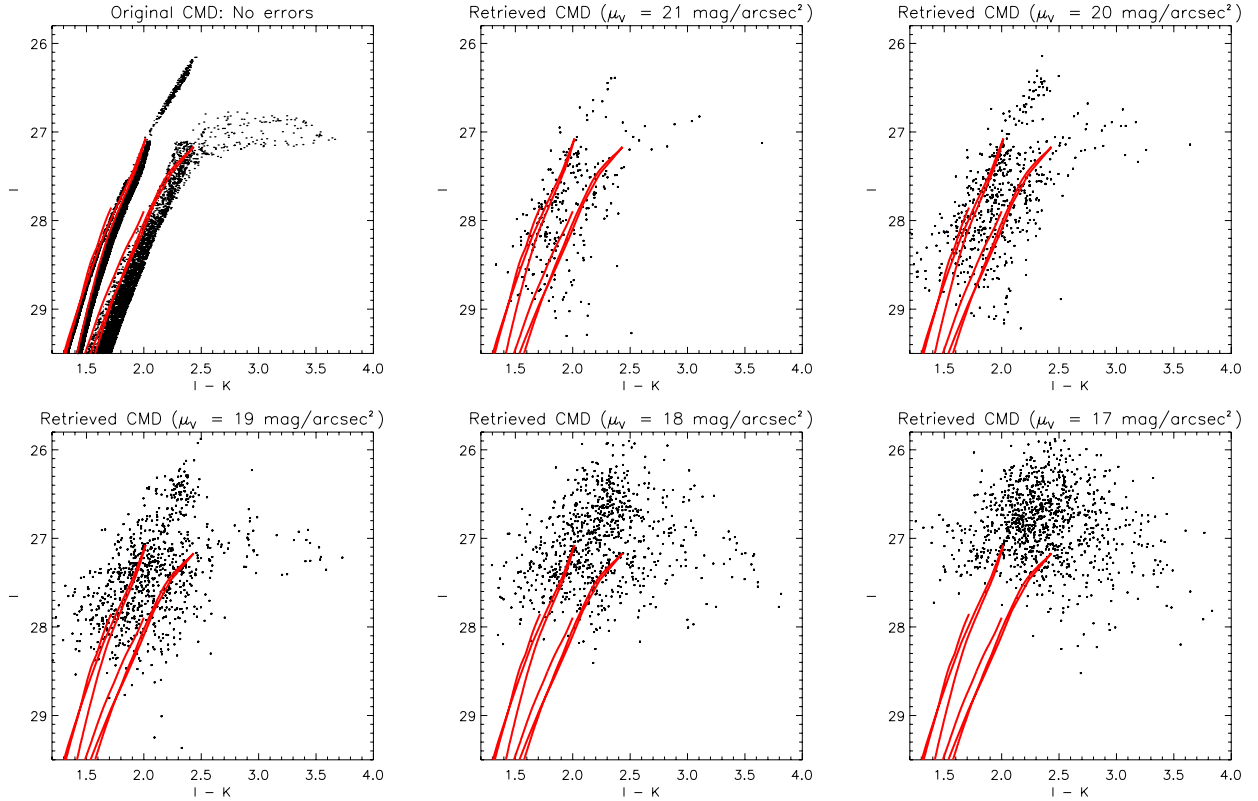 Original CMD: No errors
26
27
28
29
I
1.5 2.0 2.5 3.0 3.5 4.0
I - K
Retrieved CMD (μᵥ = 21 mag/arcsec²)
26
27
28
29
I
1.5 2.0 2.5 3.0 3.5 4.0
I - K
Retrieved CMD (μᵥ = 20 mag/arcsec²)
26
27
28
29
I
1.5 2.0 2.5 3.0 3.5 4.0
I - K
Retrieved CMD (μᵥ = 19 mag/arcsec²)
26
27
28
29
I
1.5 2.0 2.5 3.0 3.5 4.0
I - K
Retrieved CMD (μᵥ = 18 mag/arcsec²)
26
27
28
29
I
1.5 2.0 2.5 3.0 3.5 4.0
I - K
Retrieved CMD (μᵥ = 17 mag/arcsec²)
26
27
28
29
I
1.5 2.0 2.5 3.0 3.5 4.0
I - K